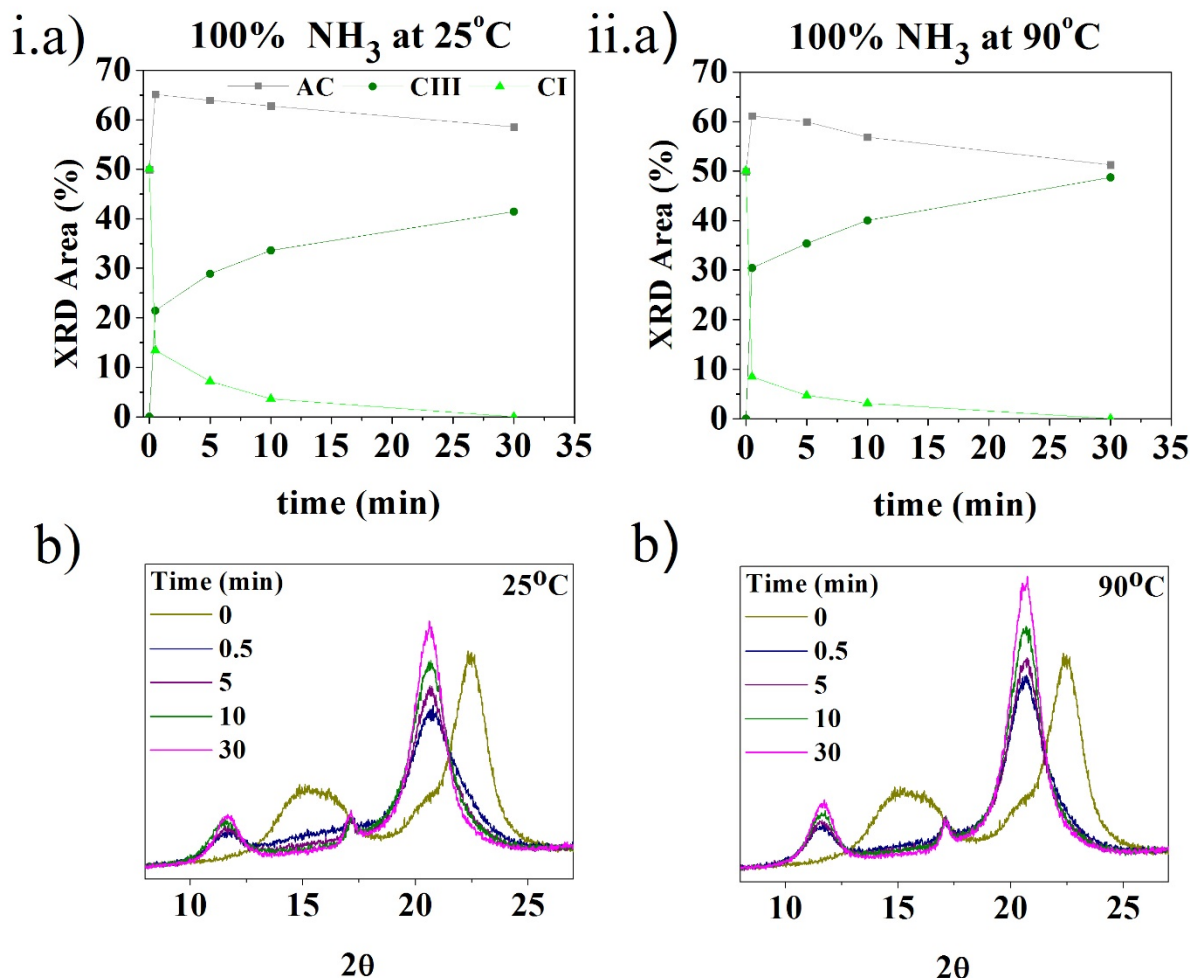 i.a)
100% NH₃ at 25°C
AC CIII CI
XRD Area (%)
70
60
50
40
30
20
10
0
0 5 10 15 20 25 30 35
time (min)
ii.a)
100% NH₃ at 90°C
XRD Area (%)
70
60
50
40
30
20
10
0
0 5 10 15 20 25 30 35
time (min)
b)
Time (min)
0
0.5
5
10
30
25°C
10 15 20 25
2θ
b)
Time (min)
0
0.5
5
10
30
90°C
10 15 20 25
2θ